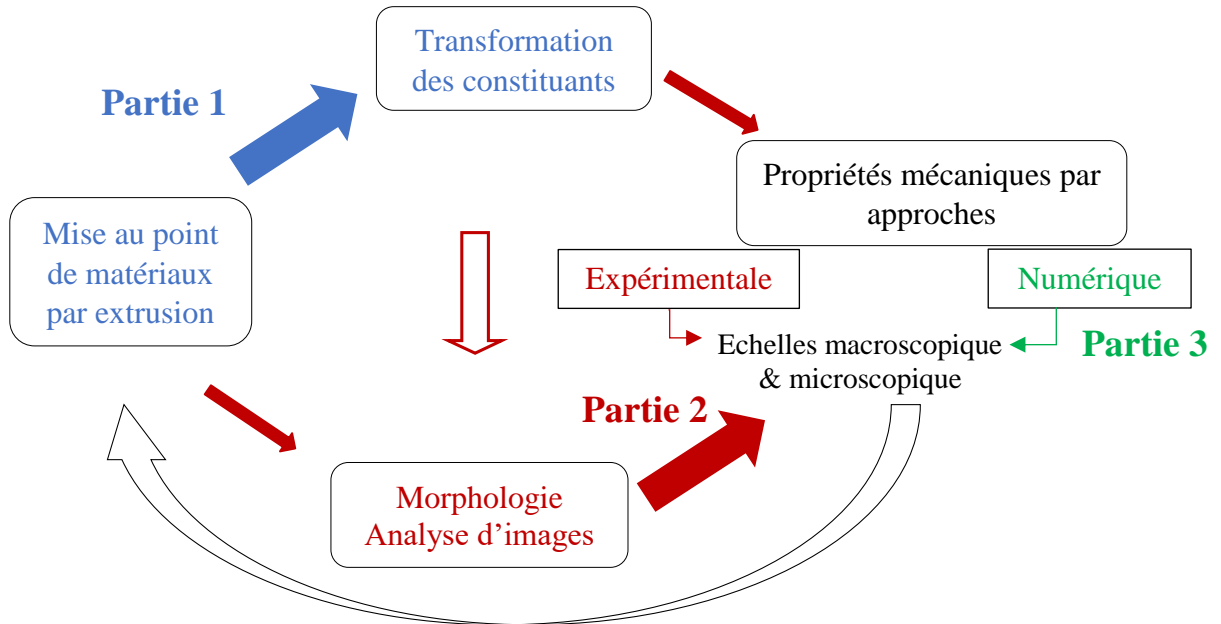 Transformation
des constituants
Partie 1
Mise au point
de matériaux
par extrusion
Propriétés mécaniques par
approches
Expérimentale
Numérique
Echelles macroscopique
& microscopique
Partie 3
Partie 2
Morphologie
Analyse d’images